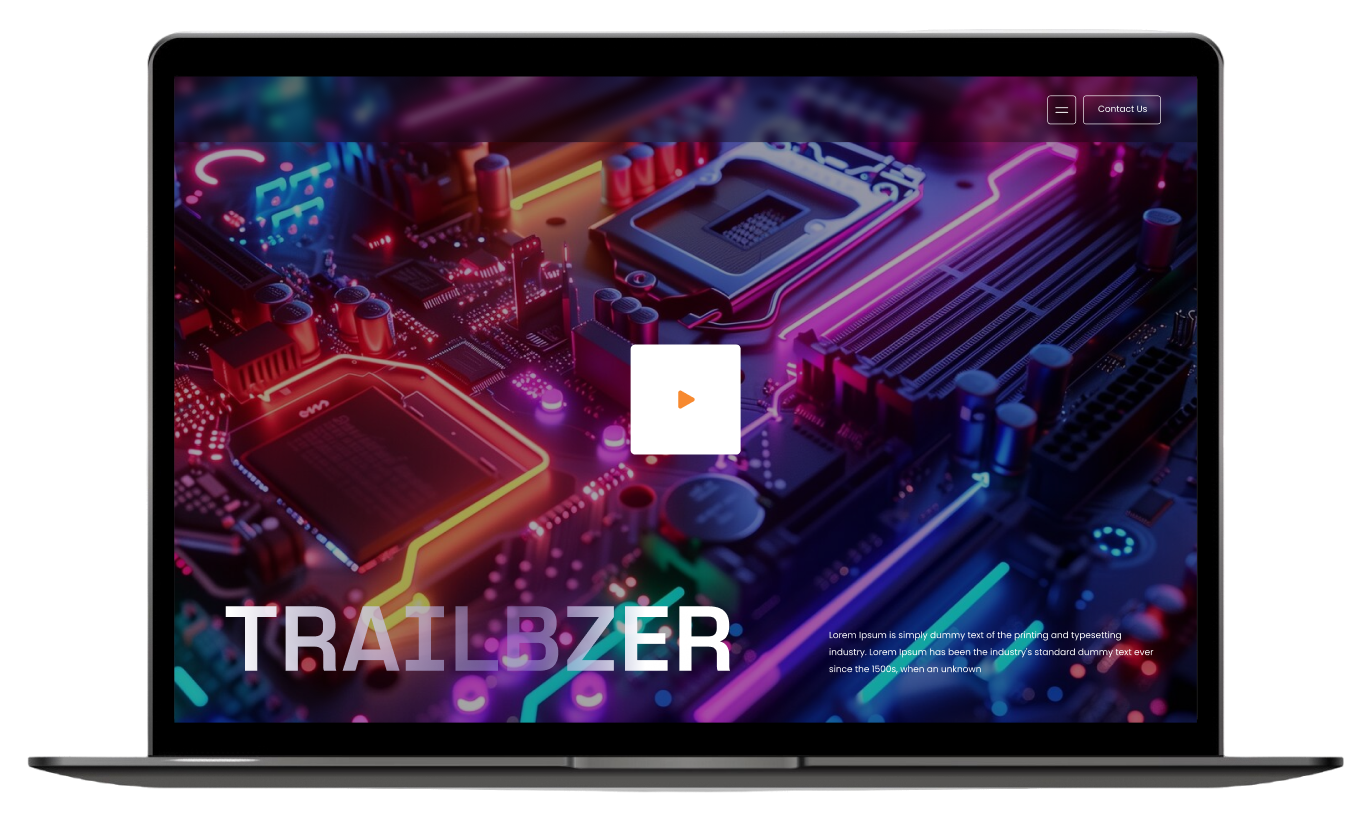 Contact Us
TRAILBZER
Lorem Ipsum is simply dummy text of the printing and typesetting
industry. Lorem Ipsum has been the industry's standard dummy text ever
since the 1500s, when an unknown